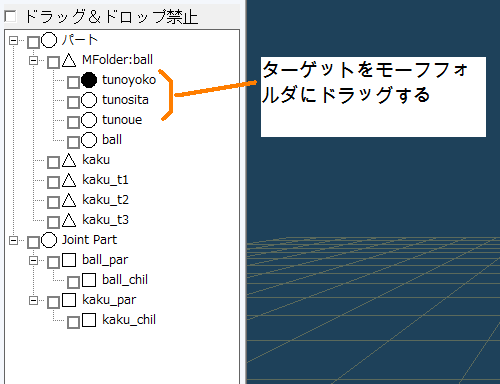 ドラッグ＆ドロップ禁止
パート
MFolder:ball
tunoyoko
tunosita
tunoue
ball
kaku
kaku_t1
kaku_t2
kaku_t3
Joint Part
ball_par
ball_chil
kaku_par
kaku_chil
ターゲットをモーフフォ
ルダにドラッグする